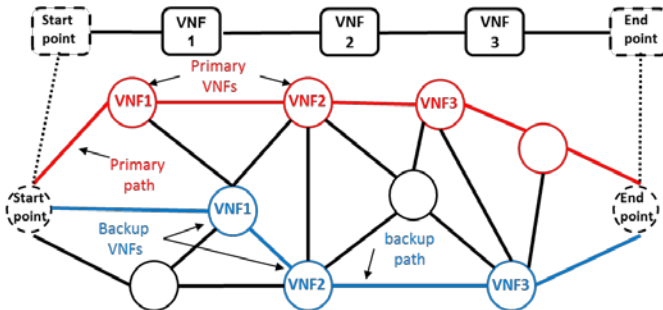 Start
point
VNF
1
VNF
2
VNF
3
End
point
Primary
VNFs
VNF1
VNF2
VNF3
Primary
path
Start
point
VNF1
End
point
Backup
VNFs
backup
path
VNF2
VNF3